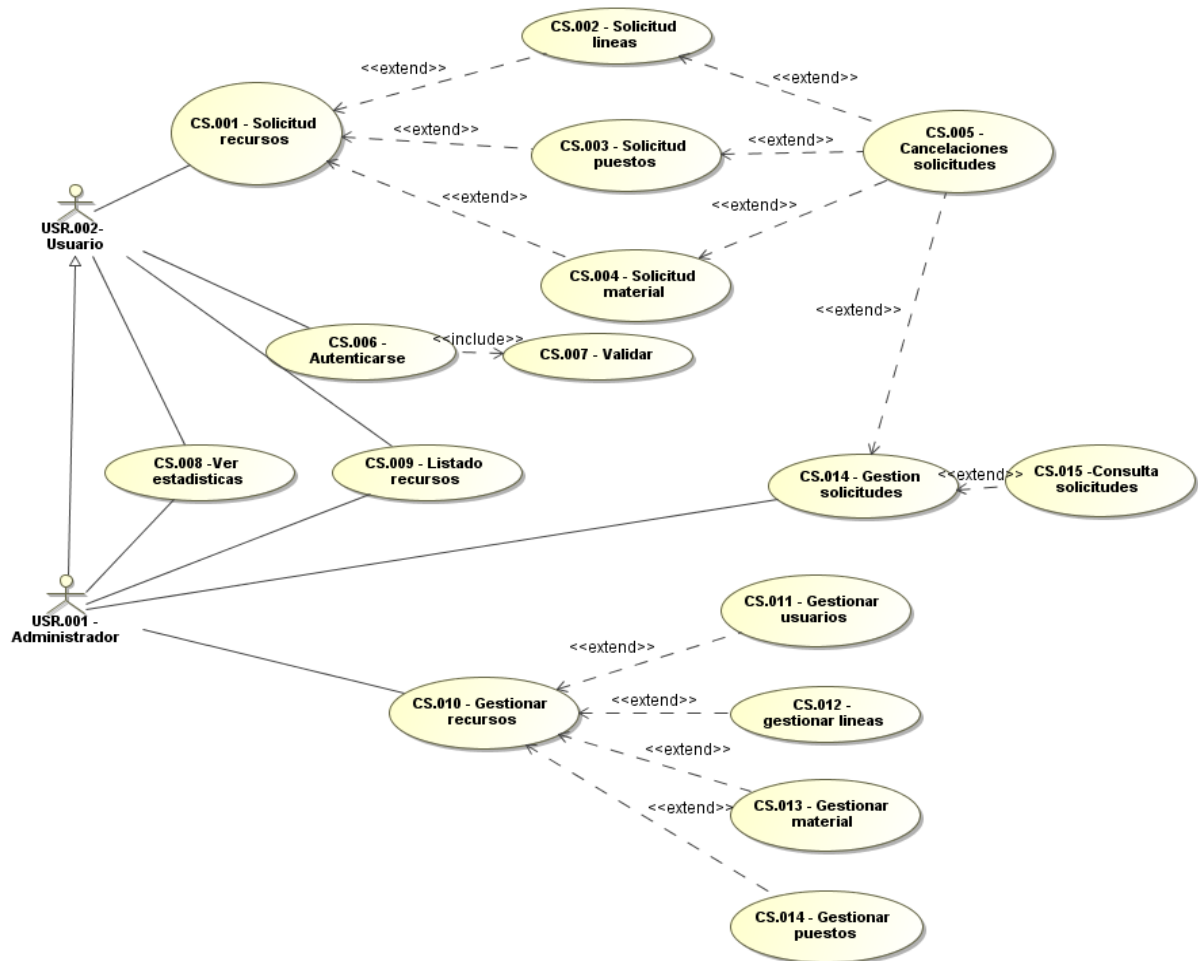 CS.002 - Solicitud
lineas
<<extend>>
<<extend>>
CS.001 - Solicitud
recursos
<<extend>>
CS.003 - Solicitud
puestos
<<extend>>
CS.005 -
Cancelaciones
solicitudes
<<extend>>
<<extend>>
USR.002-
Usuario
CS.004 - Solicitud
material
<<extend>>
CS.006 -
Autenticarse
<<include>>
CS.007 - Validar
CS.008 -Ver
estadisticas
CS.009 - Listado
recursos
CS.014 - Gestion
solicitudes
<<extend>>
CS.015 -Consulta
solicitudes
USR.001 -
Administrador
CS.011 - Gestionar
usuarios
<<extend>>
CS.010 - Gestionar
recursos
<<extend>>
CS.012 -
gestionar lineas
<<extend>>
CS.013 - Gestionar
material
<<extend>>
CS.014 - Gestionar
puestos